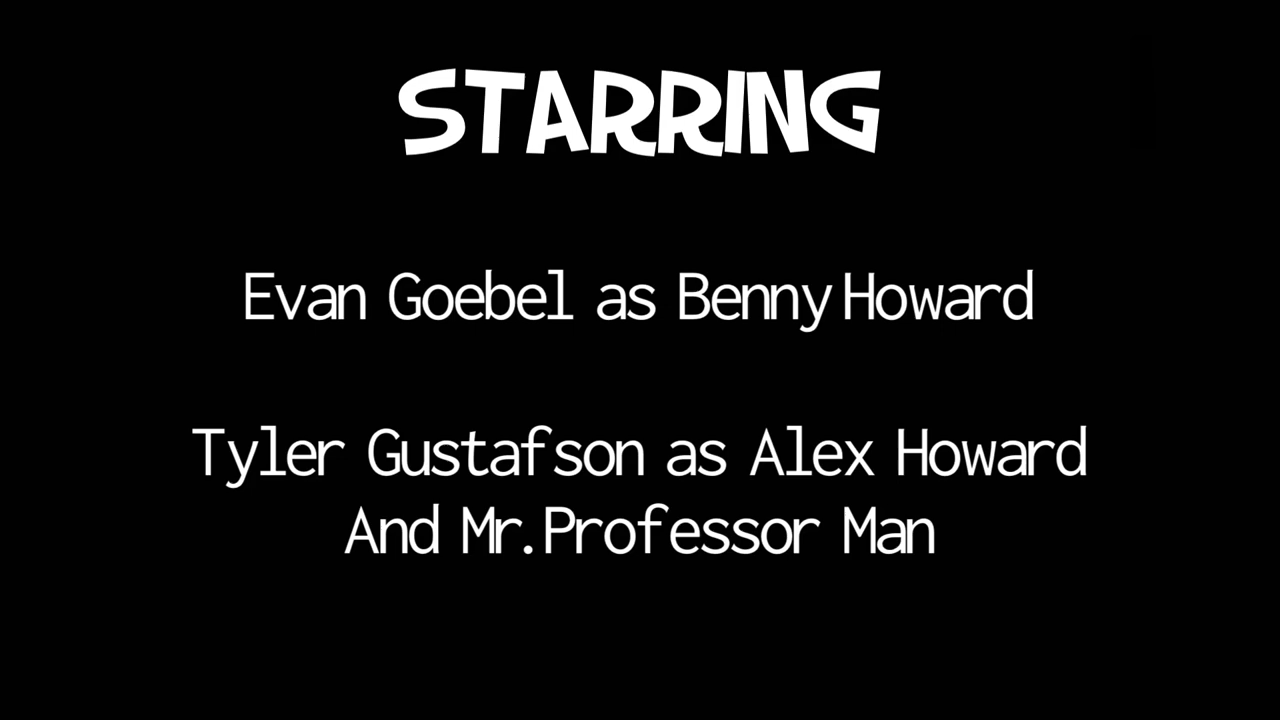 STARRING
Evan Goebel as Benny Howard
Tyler Gustafson as Alex Howard
And Mr. Professor Man